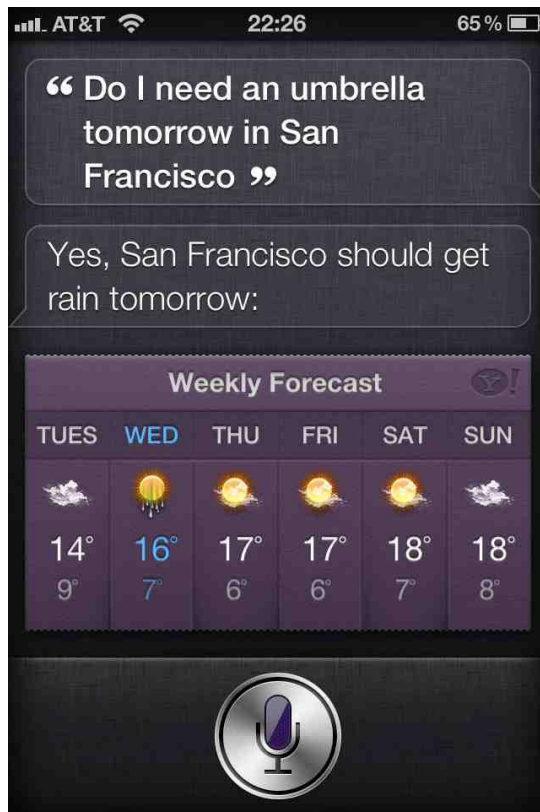 AT&T 22:26 65%
“ Do I need an umbrella
tomorrow in San
Francisco ”
Yes, San Francisco should get
rain tomorrow:
Weekly Forecast Y!
TUES WED THU FRI SAT SUN
14° 16° 17° 17° 18° 18°
9° 7° 6° 6° 7° 8°